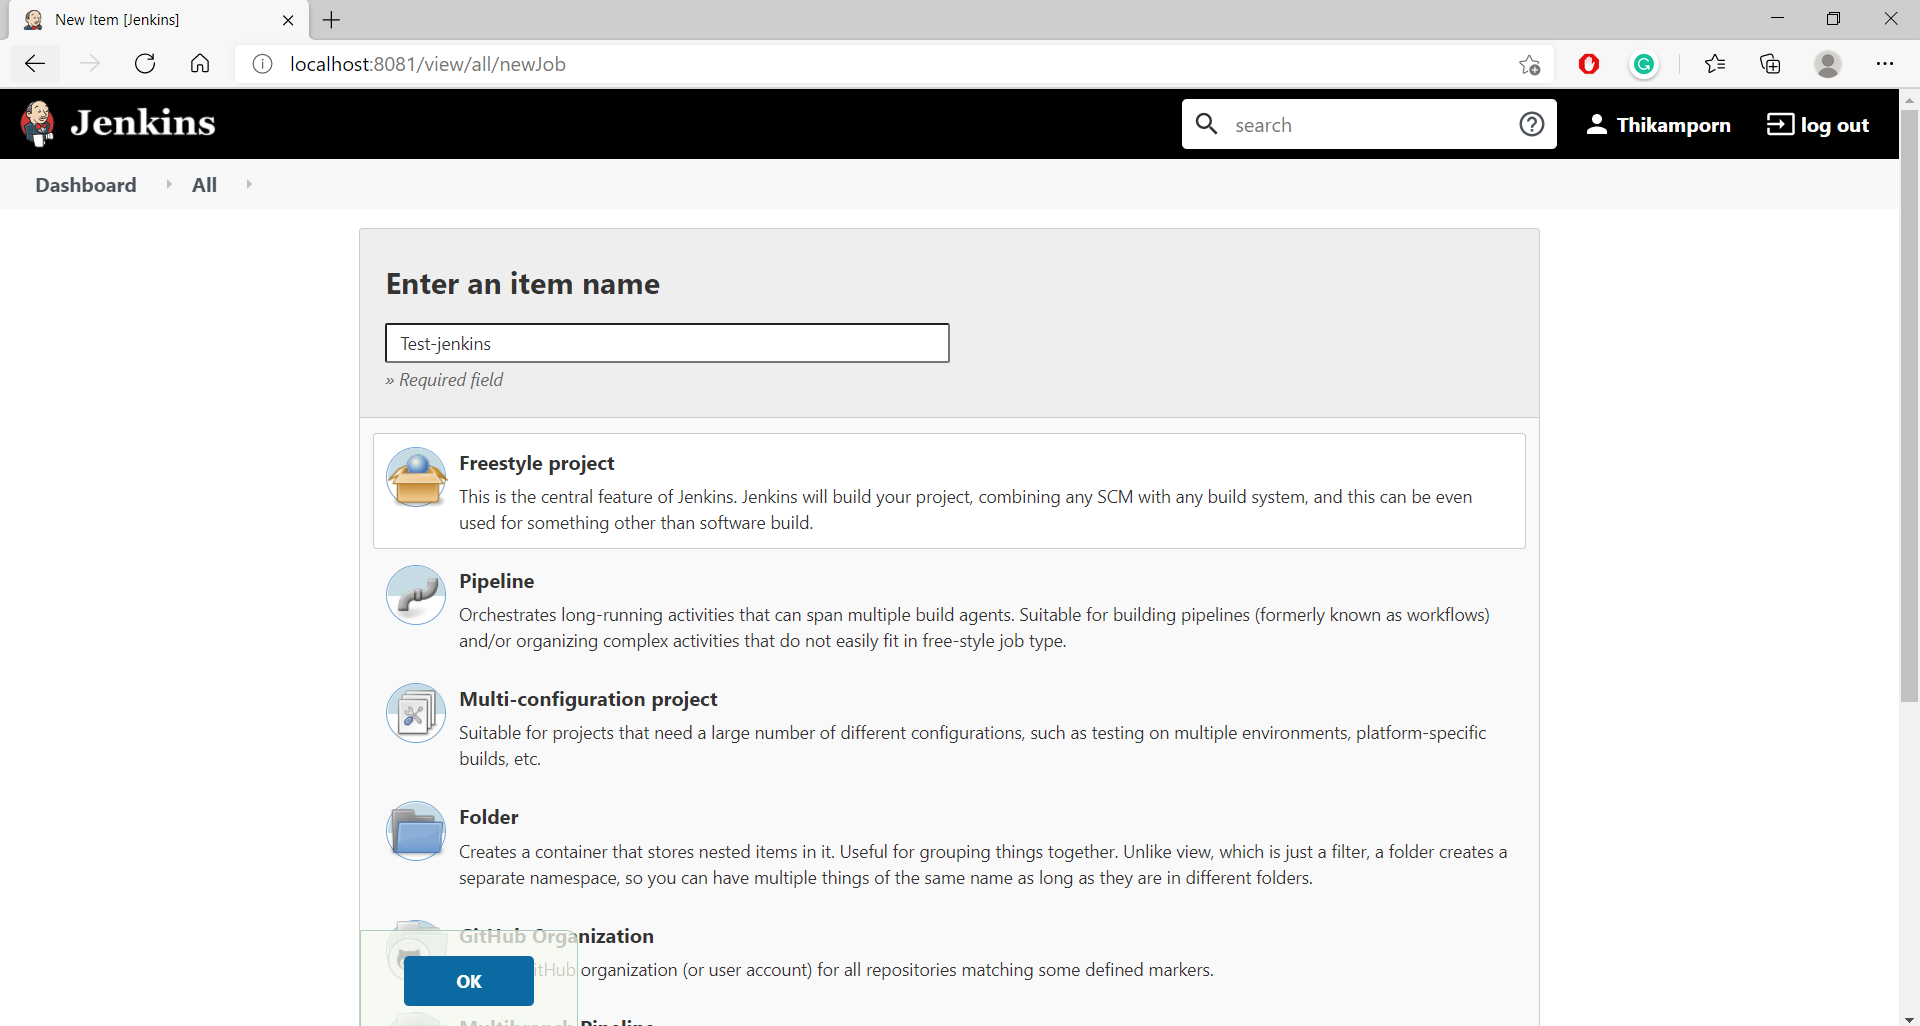 New Item [Jenkins]
localhost:8081/view/all/newJob
Jenkins
search
Thikamporn
log out
Dashboard
All
Enter an item name
Test-jenkins
» Required field
Freestyle project
This is the central feature of Jenkins. Jenkins will build your project, combining any SCM with any build system, and this can be even
used for something other than software build.
Pipeline
Orchestrates long-running activities that can span multiple build agents. Suitable for building pipelines (formerly known as workflows)
and/or organizing complex activities that do not easily fit in free-style job type.
Multi-configuration project
Suitable for projects that need a large number of different configurations, such as testing on multiple environments, platform-specific
builds, etc.
Folder
Creates a container that stores nested items in it. Useful for grouping things together. Unlike view, which is just a filter, a folder creates a
separate namespace, so you can have multiple things of the same name as long as they are in different folders.
GitHub Organization
organization (or user account) for all repositories matching some defined markers.
OK
Multibranch Pipeline